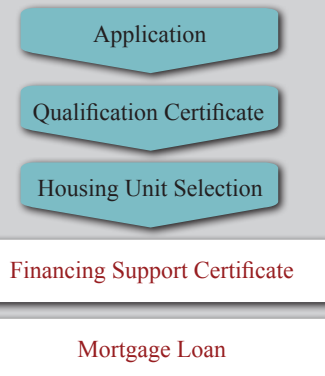 Application
Qualification Certificate
Housing Unit Selection
Financing Support Certificate
Mortgage Loan